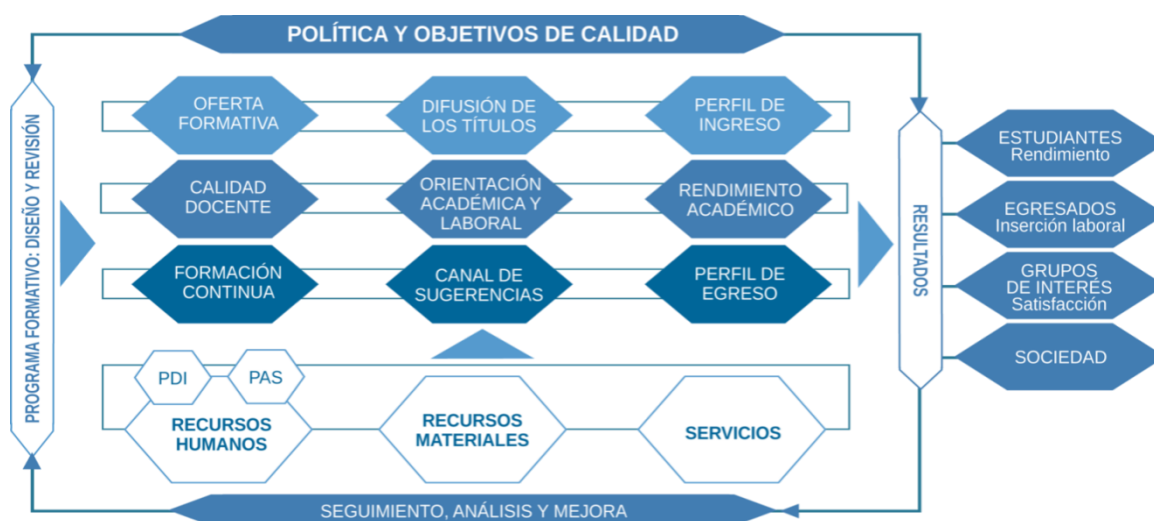 POLÍTICA Y OBJETIVOS DE CALIDAD
PROGRAMA FORMATIVO: DISEÑO Y REVISIÓN
OFERTA
FORMATIVA
DIFUSIÓN DE
LOS TÍTULOS
PERFIL DE
INGRESO
CALIDAD
DOCENTE
ORIENTACIÓN
ACADÉMICA Y
LABORAL
RENDIMIENTO
ACADÉMICO
FORMACIÓN
CONTINUA
CANAL DE
SUGERENCIAS
PERFIL DE
EGRESO
PDI
PAS
RECURSOS
HUMANOS
RECURSOS
MATERIALES
SERVICIOS
RESULTADOS
ESTUDIANTES
Rendimiento
EGRESADOS
Inserción laboral
GRUPOS
DE INTERÉS
Satisfacción
SOCIEDAD
SEGUIMIENTO, ANÁLISIS Y MEJORA